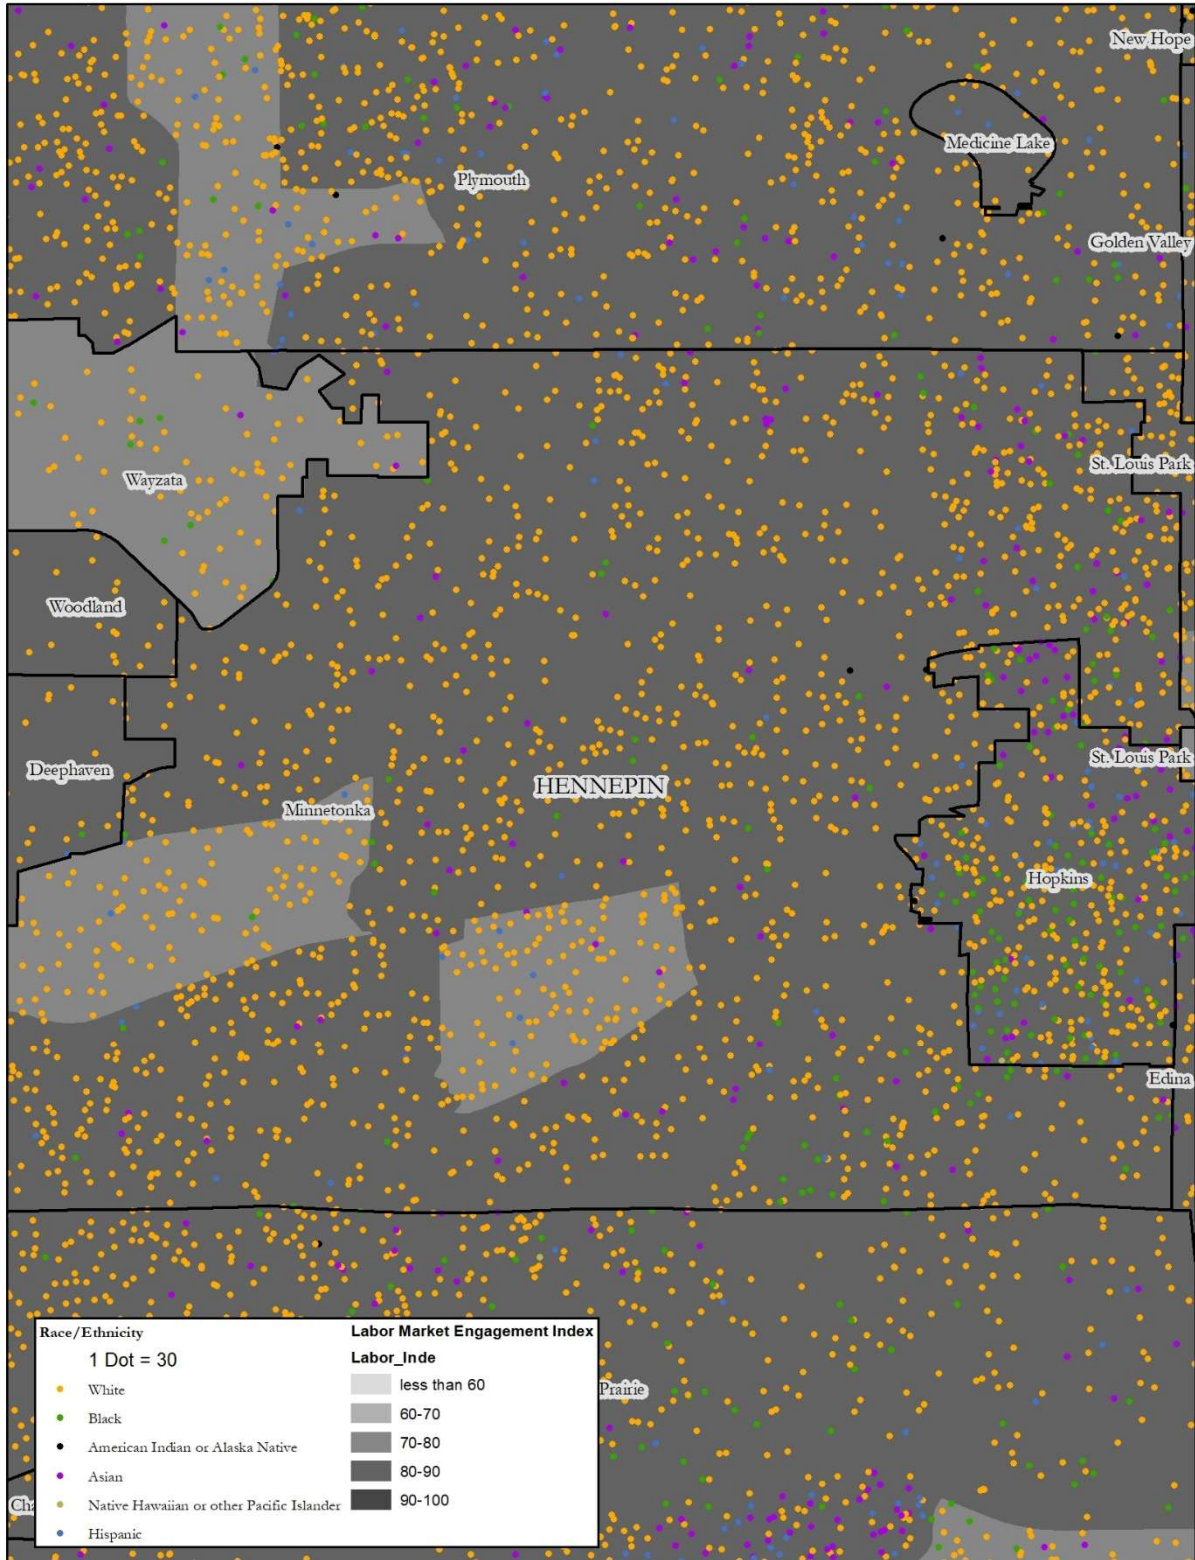 New Hope
Medicine Lake
Plymouth
Golden Valley
St. Louis Park
Wayzata
Woodland
St. Louis Park
Deephaven
HENNEPIN
Minnetonka
Hopkins
Edina
Race/Ethnicity
1 Dot = 30
White
Black
American Indian or Alaska Native
Asian
Native Hawaiian or other Pacific Islander
Hispanic
Labor Market Engagement Index
Labor_Inde
less than 60
60-70
70-80
80-90
90-100
Prairie
Cha